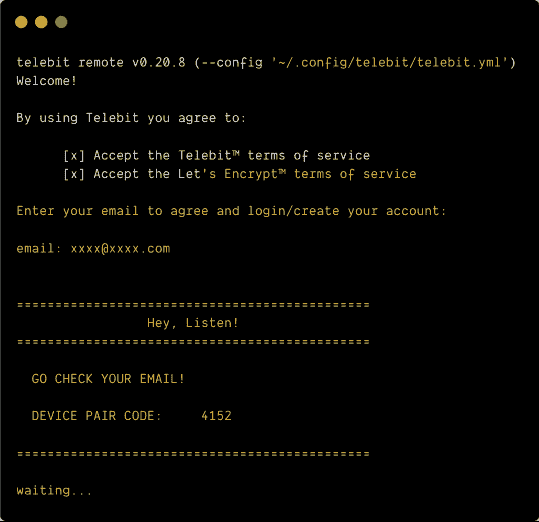 telebit remote v0.20.8 (--config '~/.config/telebit/telebit.yml')
Welcome!
By using Telebit you agree to:
[x] Accept the Telebit™ terms of service
[x] Accept the Let's Encrypt™ terms of service
Enter your email to agree and login/create your account:
email: xxxx@xxxx.com
==============================================
Hey, Listen!
==============================================
GO CHECK YOUR EMAIL!
DEVICE PAIR CODE: 4152
==============================================
waiting...